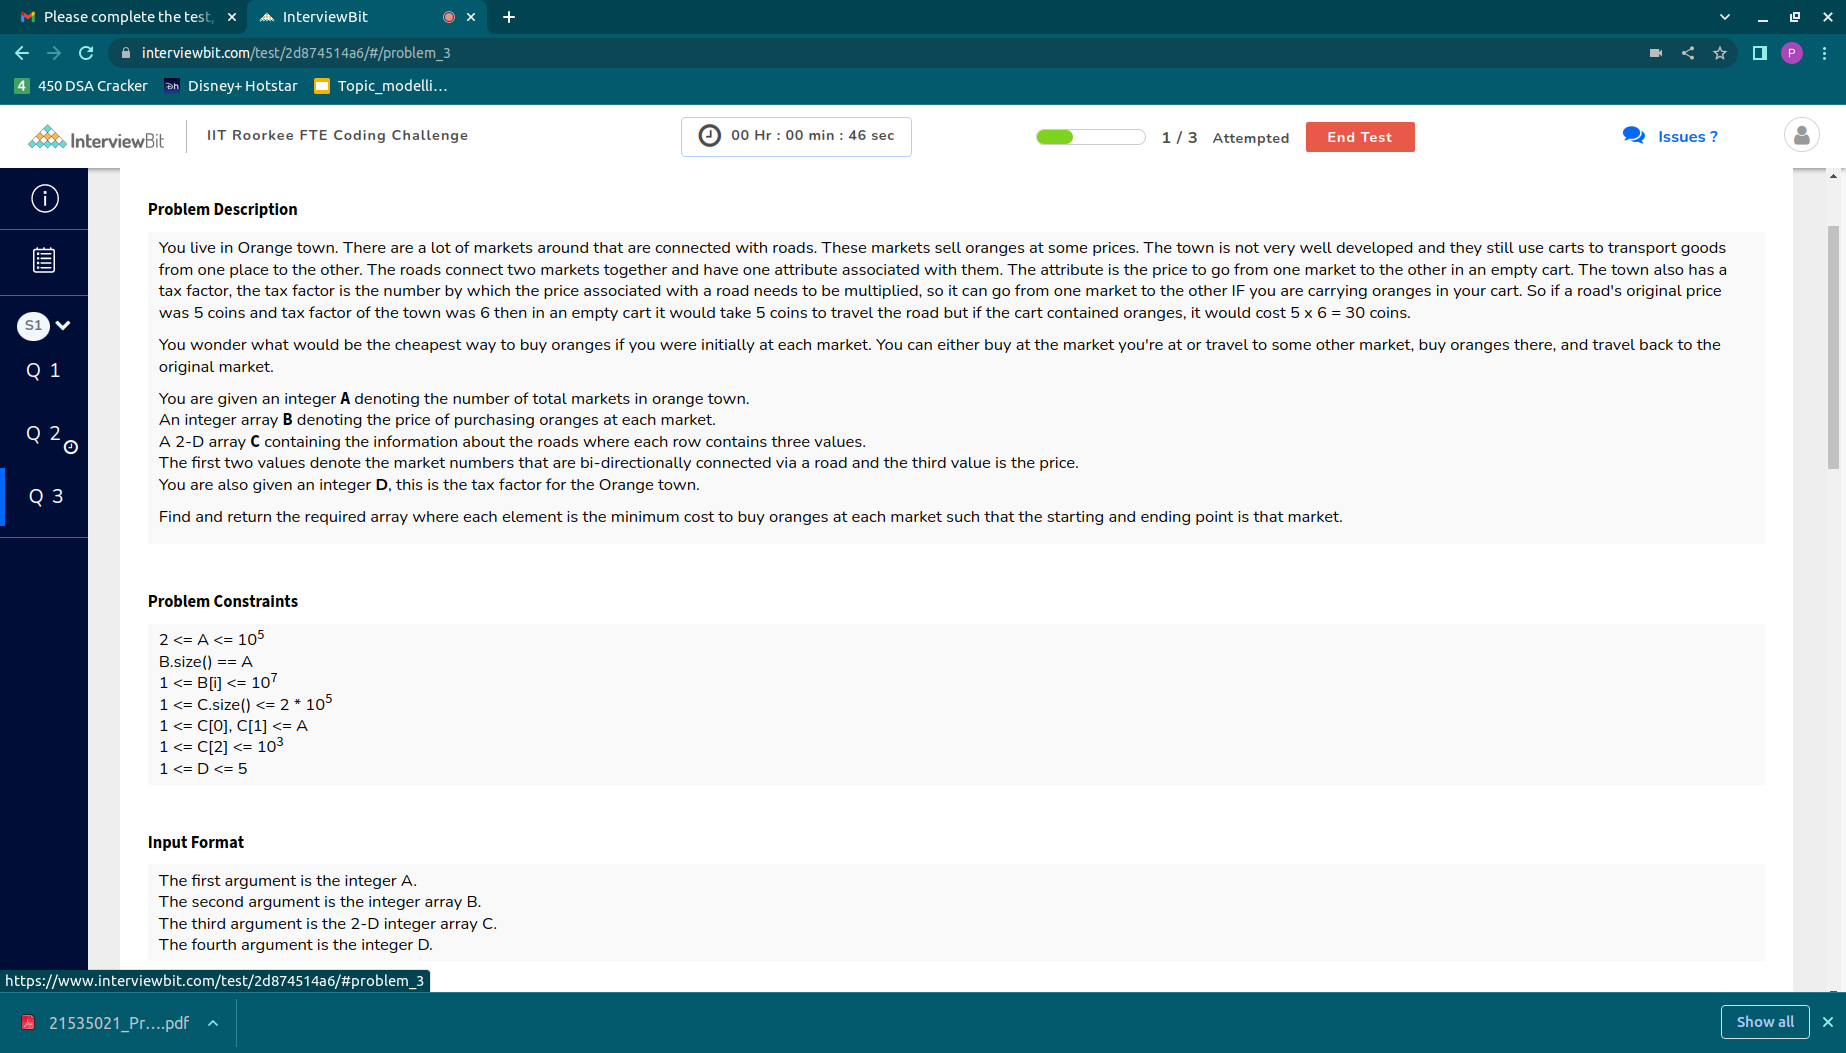 Please complete the test,
InterviewBit
interviewbit.com/test/2d874514a6/#/problem_3
P
4 450 DSA Cracker
Disney+ Hotstar
Topic_modelli...
InterviewBit
IIT Roorkee FTE Coding Challenge
00 Hr : 00 min : 46 sec
1 / 3 Attempted
End Test
Issues ?
S1
Q 1
Q 2
Q 3
Problem Description
You live in Orange town. There are a lot of markets around that are connected with roads. These markets sell oranges at some prices. The town is not very well developed and they still use carts to transport goods
from one place to the other. The roads connect two markets together and have one attribute associated with them. The attribute is the price to go from one market to the other in an empty cart. The town also has a
tax factor, the tax factor is the number by which the price associated with a road needs to be multiplied, so it can go from one market to the other IF you are carrying oranges in your cart. So if a road's original price
was 5 coins and tax factor of the town was 6 then in an empty cart it would take 5 coins to travel the road but if the cart contained oranges, it would cost 5 x 6 = 30 coins.
You wonder what would be the cheapest way to buy oranges if you were initially at each market. You can either buy at the market you're at or travel to some other market, buy oranges there, and travel back to the
original market.
You are given an integer A denoting the number of total markets in orange town.
An integer array B denoting the price of purchasing oranges at each market.
A 2-D array C containing the information about the roads where each row contains three values.
The first two values denote the market numbers that are bi-directionally connected via a road and the third value is the price.
You are also given an integer D, this is the tax factor for the Orange town.
Find and return the required array where each element is the minimum cost to buy oranges at each market such that the starting and ending point is that market.
Problem Constraints
2 <= A <= 10⁵
B.size() == A
1 <= B[i] <= 10⁷
1 <= C.size() <= 2 * 10⁵
1 <= C[0], C[1] <= A
1 <= C[2] <= 10³
1 <= D <= 5
Input Format
The first argument is the integer A.
The second argument is the integer array B.
The third argument is the 2-D integer array C.
The fourth argument is the integer D.
https://www.interviewbit.com/test/2d874514a6/#problem_3
21535021_Pr....pdf
Show all